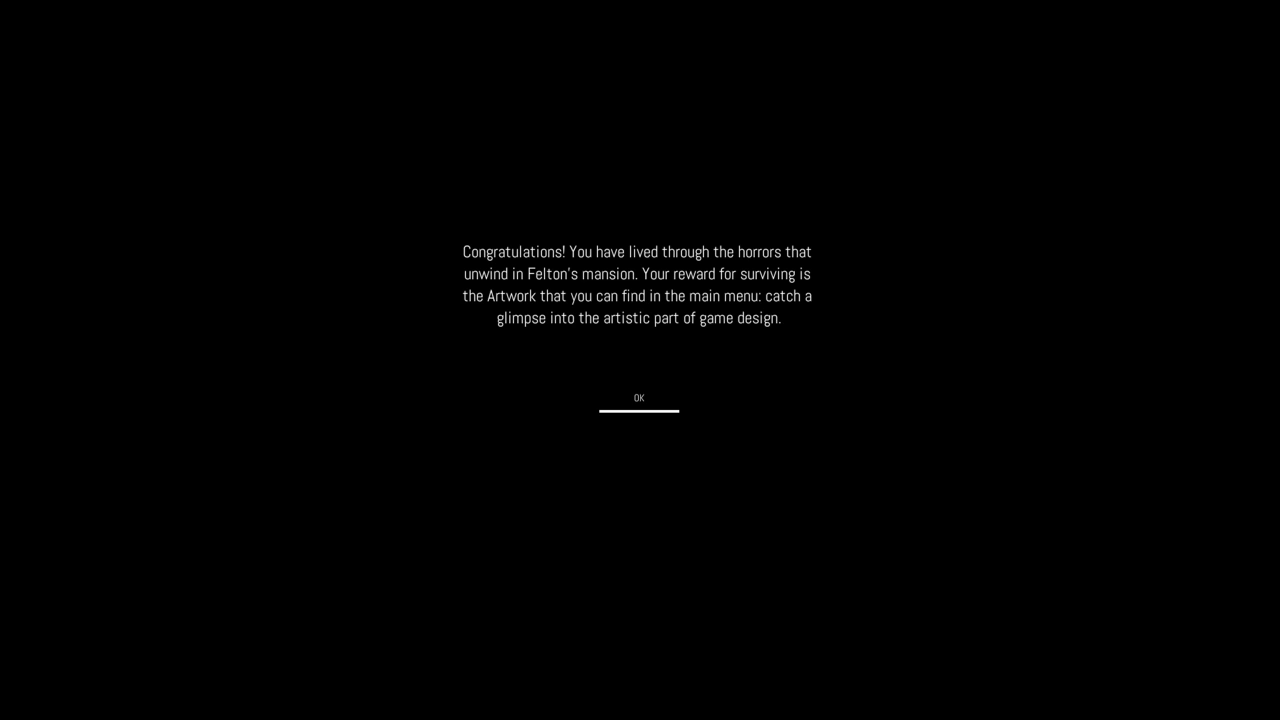 Congratulations! You have lived through the horrors that
unwind in Felton's mansion. Your reward for surviving is
the Artwork that you can find in the main menu: catch a
glimpse into the artistic part of game design.
OK